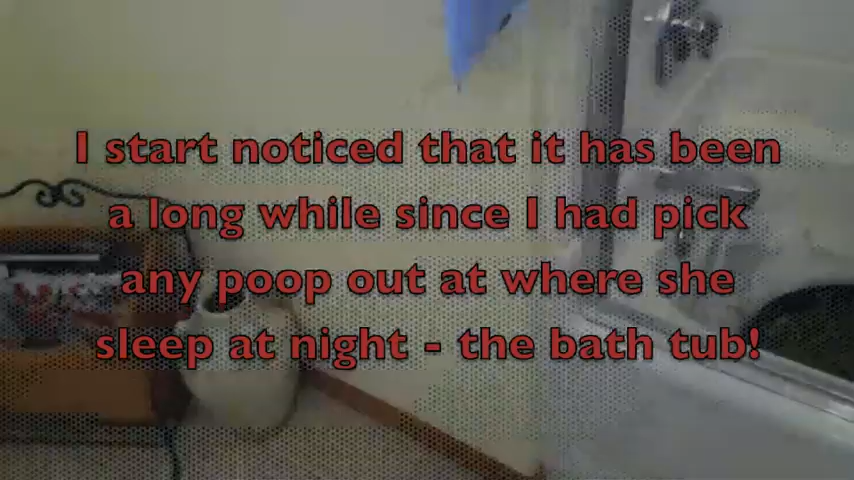 I start noticed that it has been
a long while since I had pick
any poop out at where she
sleep at night - the bath tub!